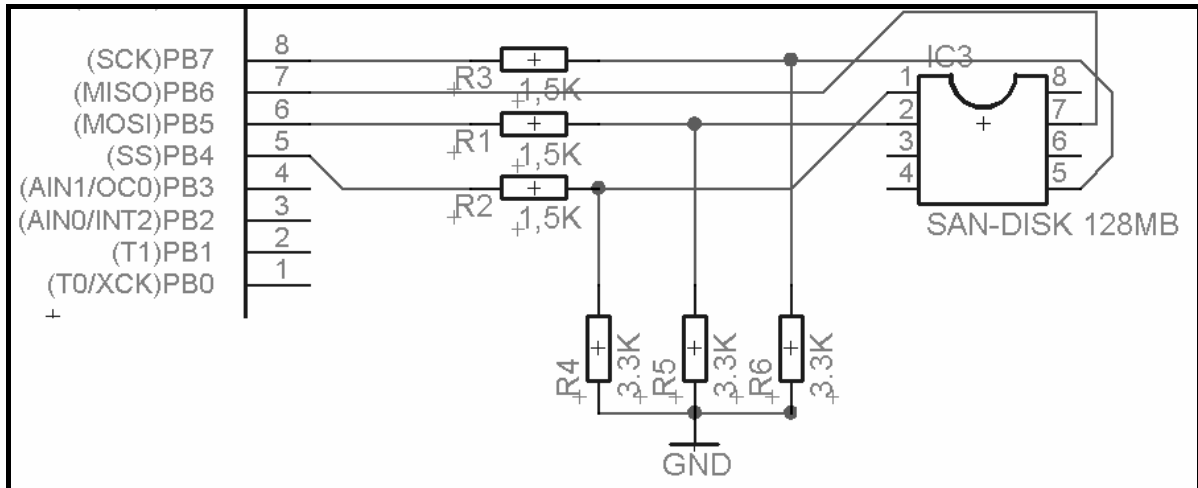 (SCK)PB7 8
(MISO)PB6 7
(MOSI)PB5 6
(SS)PB4 5
(AIN1/OC0)PB3 4
(AIN0/INT2)PB2 3
(T1)PB1 2
(T0/XCK)PB0 1
R3 1,5K
R1 1,5K
R2 1,5K
IC3
1 8
2 7
3 6
4 5
SAN-DISK 128MB
R4 3.3K
R5 3.3K
R6 3.3K
GND